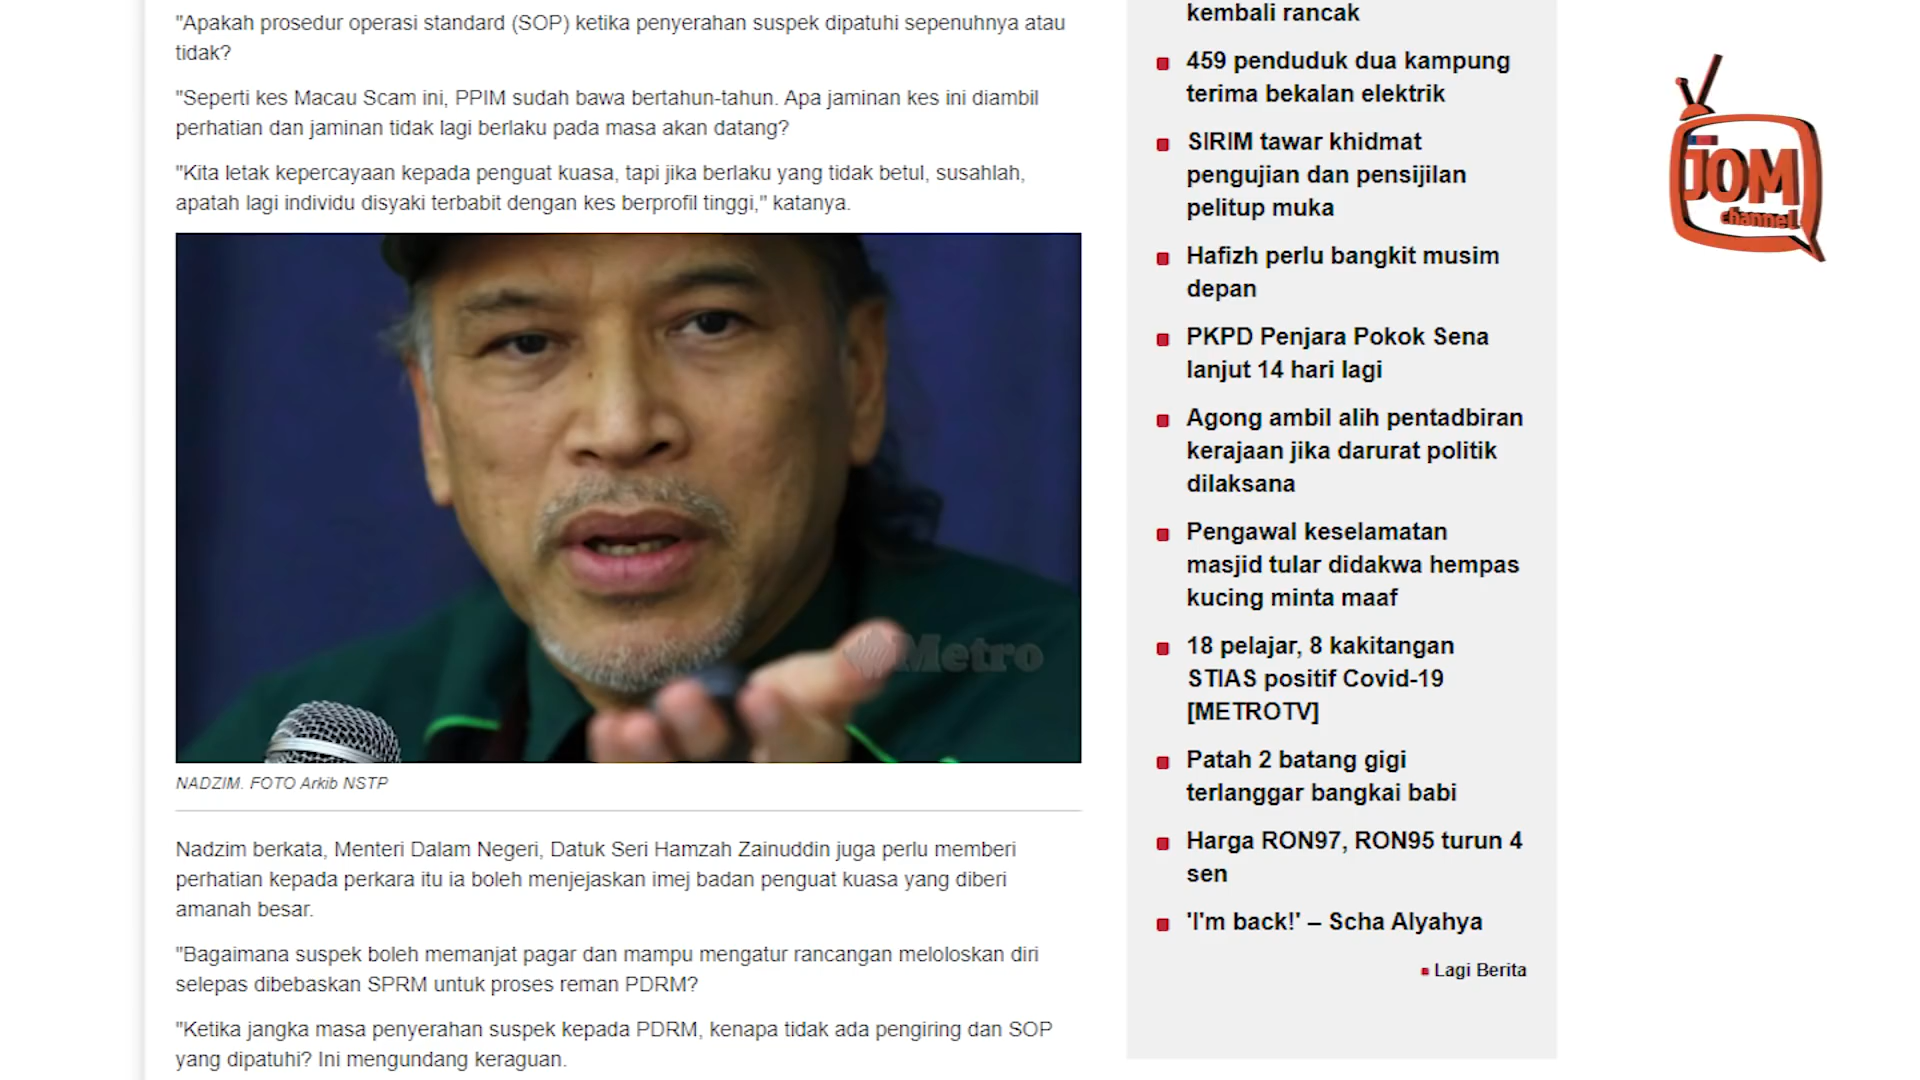 "Apakah prosedur operasi standard (SOP) ketika penyerahan suspek dipatuhi sepenuhnya atau
tidak?
"Seperti kes Macau Scam ini, PPIM sudah bawa bertahun-tahun. Apa jaminan kes ini diambil
perhatian dan jaminan tidak lagi berlaku pada masa akan datang?
"Kita letak kepercayaan kepada penguat kuasa, tapi jika berlaku yang tidak betul, susahlah,
apatah lagi individu disyaki terbabit dengan kes berprofil tinggi," katanya.
Metro
NADZIM. FOTO Arkib NSTP
Nadzim berkata, Menteri Dalam Negeri, Datuk Seri Hamzah Zainuddin juga perlu memberi
perhatian kepada perkara itu ia boleh menjejaskan imej badan penguat kuasa yang diberi
amanah besar.
"Bagaimana suspek boleh memanjat pagar dan mampu mengatur rancangan meloloskan diri
selepas dibebaskan SPRM untuk proses reman PDRM?
"Ketika jangka masa penyerahan suspek kepada PDRM, kenapa tidak ada pengiring dan SOP
yang dipatuhi? Ini mengundang keraguan.
kembali rancak
459 penduduk dua kampung
terima bekalan elektrik
SIRIM tawar khidmat
pengujian dan pensijilan
pelitup muka
Hafizh perlu bangkit musim
depan
PKPD Penjara Pokok Sena
lanjut 14 hari lagi
Agong ambil alih pentadbiran
kerajaan jika darurat politik
dilaksana
Pengawal keselamatan
masjid tular didakwa hempas
kucing minta maaf
18 pelajar, 8 kakitangan
STIAS positif Covid-19
[METROTV]
Patah 2 batang gigi
terlanggar bangkai babi
Harga RON97, RON95 turun 4
sen
'I'm back!' – Scha Alyahya
Lagi Berita
JOM
channel